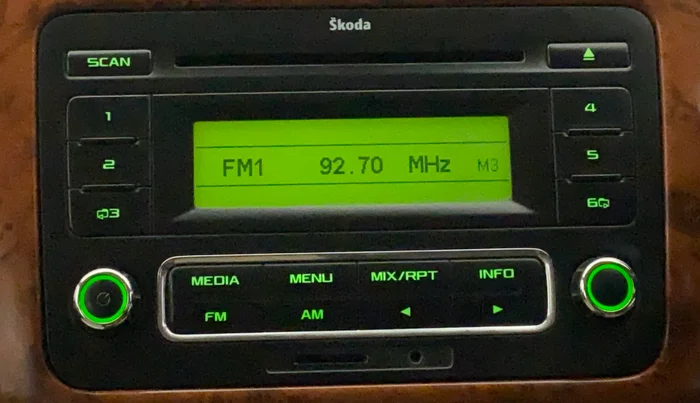 Škoda
SCAN
1
4
FM1 92.70 MHz M3
2
5
3
6
MEDIA MENU MIX/RPT INFO
FM AM